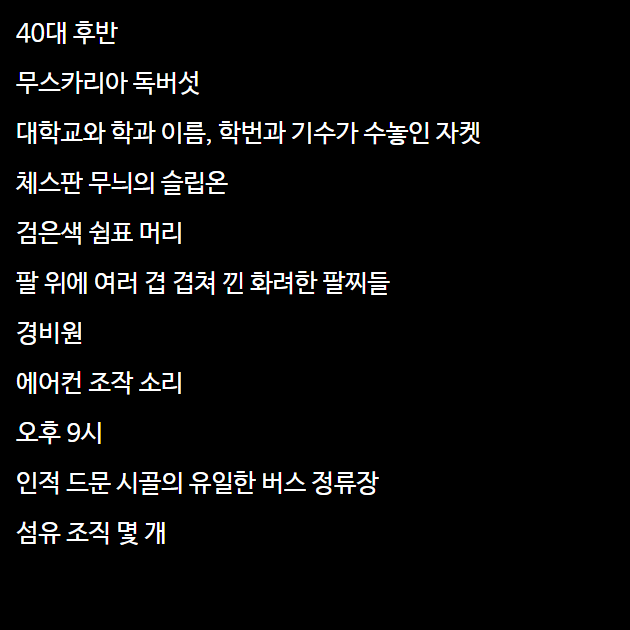 40대 후반
무스카리아 독버섯
대학교와 학과 이름, 학번과 기수가 수놓인 자켓
체스판 무늬의 슬립온
검은색 쉼표 머리
팔 위에 여러 겹 겹쳐 낀 화려한 팔찌들
경비원
에어컨 조작 소리
오후 9시
인적 드문 시골의 유일한 버스 정류장
섬유 조직 몇 개